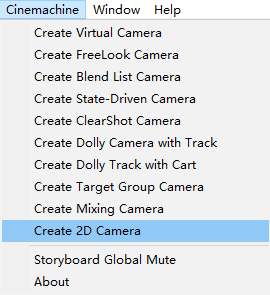 Cinemachine Window Help
Create Virtual Camera
Create FreeLook Camera
Create Blend List Camera
Create State-Driven Camera
Create ClearShot Camera
Create Dolly Camera with Track
Create Dolly Track with Cart
Create Target Group Camera
Create Mixing Camera
Create 2D Camera
Storyboard Global Mute
About